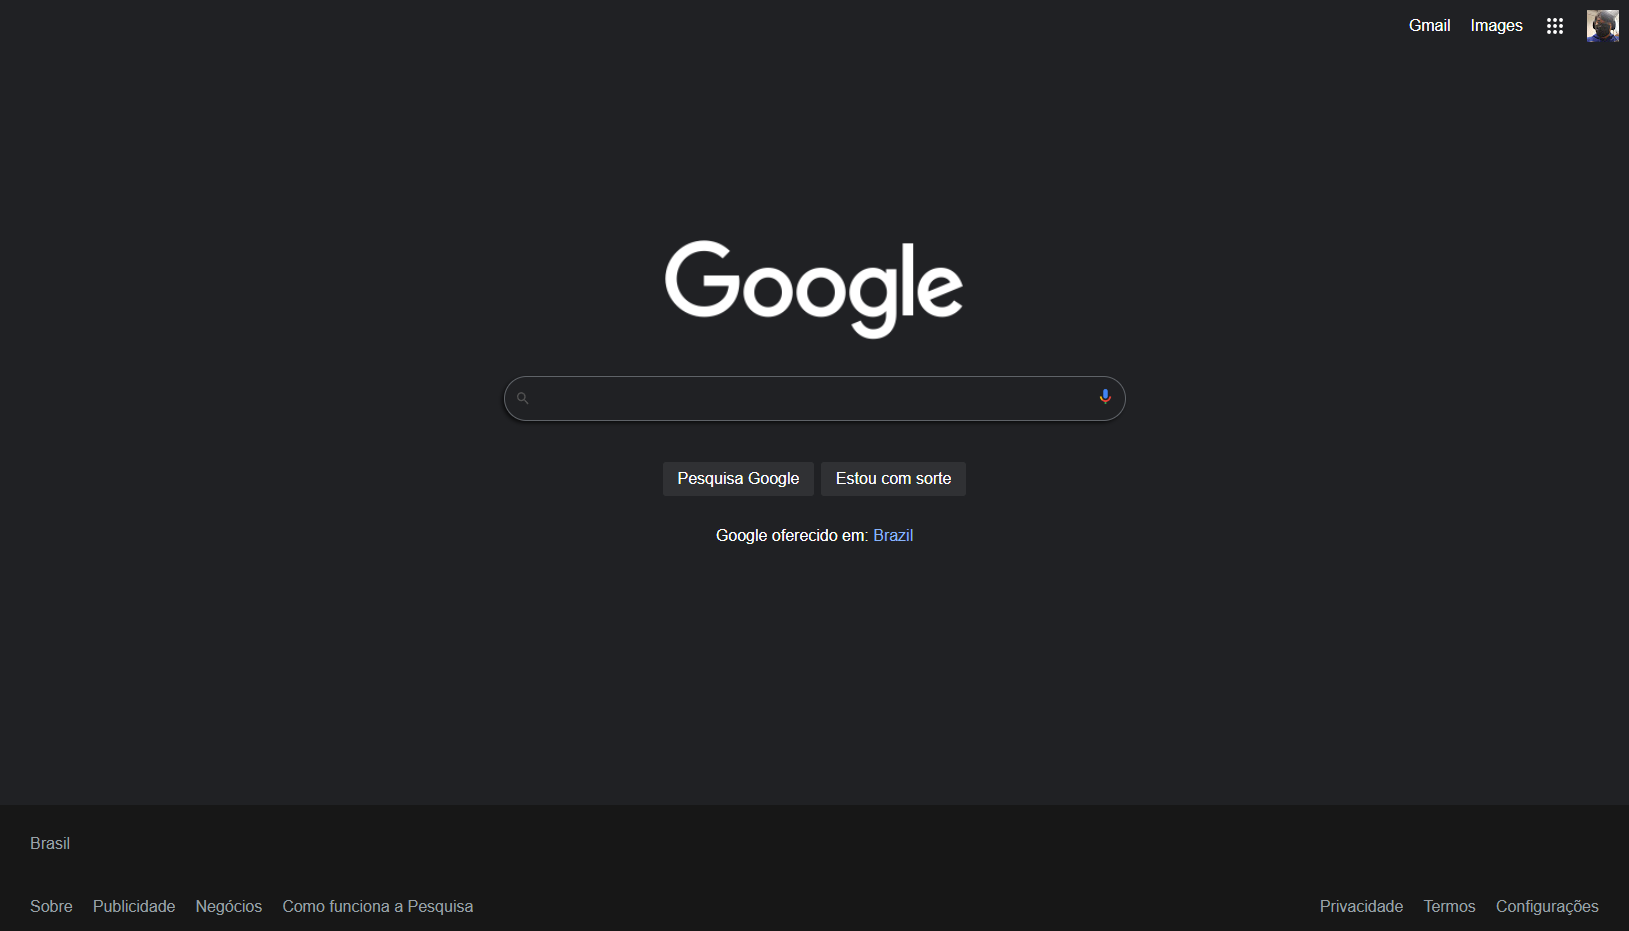 Gmail Images
Google
Pesquisa Google Estou com sorte
Google oferecido em: Brazil
Brasil
Sobre Publicidade Negócios Como funciona a Pesquisa Privacidade Termos Configurações